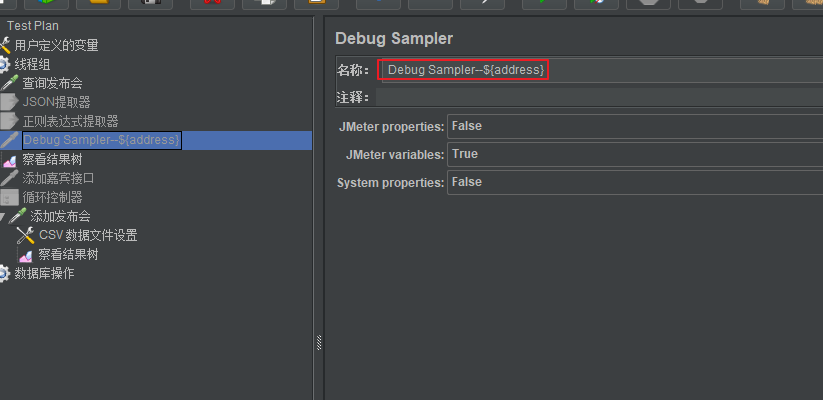 Test Plan
用户定义的变量
线程组
查询发布会
JSON提取器
正则表达式提取器
Debug Sampler--${address}
察看结果树
添加嘉宾接口
循环控制器
添加发布会
CSV 数据文件设置
察看结果树
数据库操作
Debug Sampler
名称： Debug Sampler--${address}
注释：
JMeter properties: False
JMeter variables: True
System properties: False